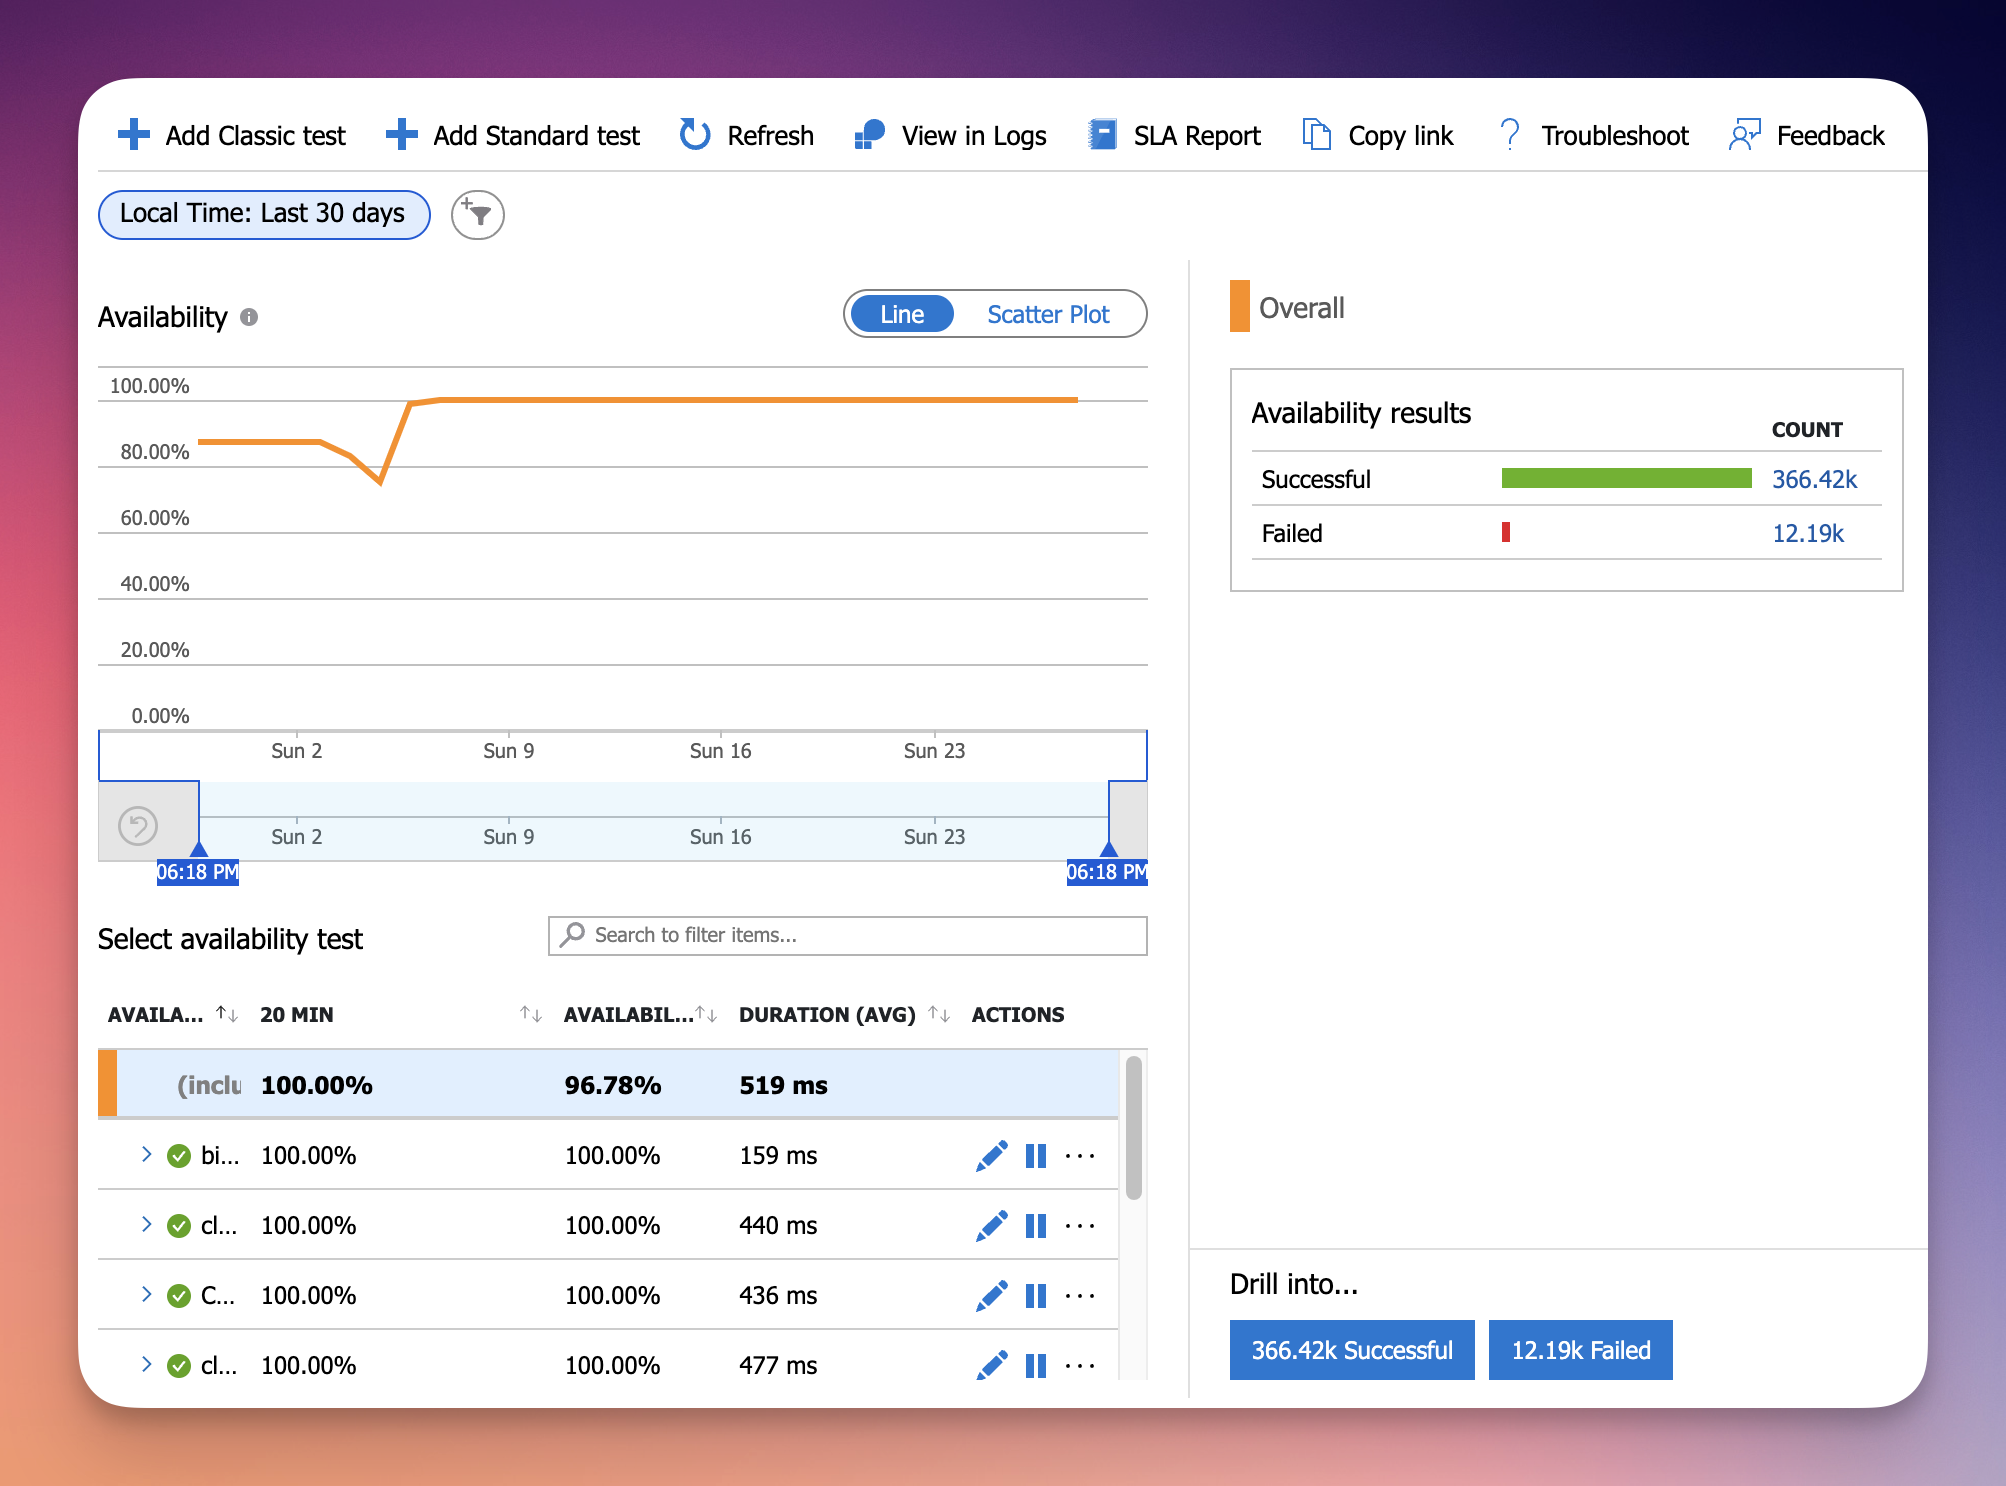 Add Classic test
Add Standard test
Refresh
View in Logs
SLA Report
Copy link
Troubleshoot
Feedback
Local Time: Last 30 days
Availability
Line
Scatter Plot
100.00%
80.00%
60.00%
40.00%
20.00%
0.00%
Sun 2
Sun 9
Sun 16
Sun 23
Sun 2
Sun 9
Sun 16
Sun 23
06:18 PM
06:18 PM
Select availability test
Search to filter items...
AVAILA... 20 MIN AVAILABIL... DURATION (AVG) ACTIONS
(inclu 100.00% 96.78% 519 ms
bi... 100.00% 100.00% 159 ms
cl... 100.00% 100.00% 440 ms
C... 100.00% 100.00% 436 ms
cl... 100.00% 100.00% 477 ms
Overall
Availability results
COUNT
Successful 366.42k
Failed 12.19k
Drill into...
366.42k Successful
12.19k Failed